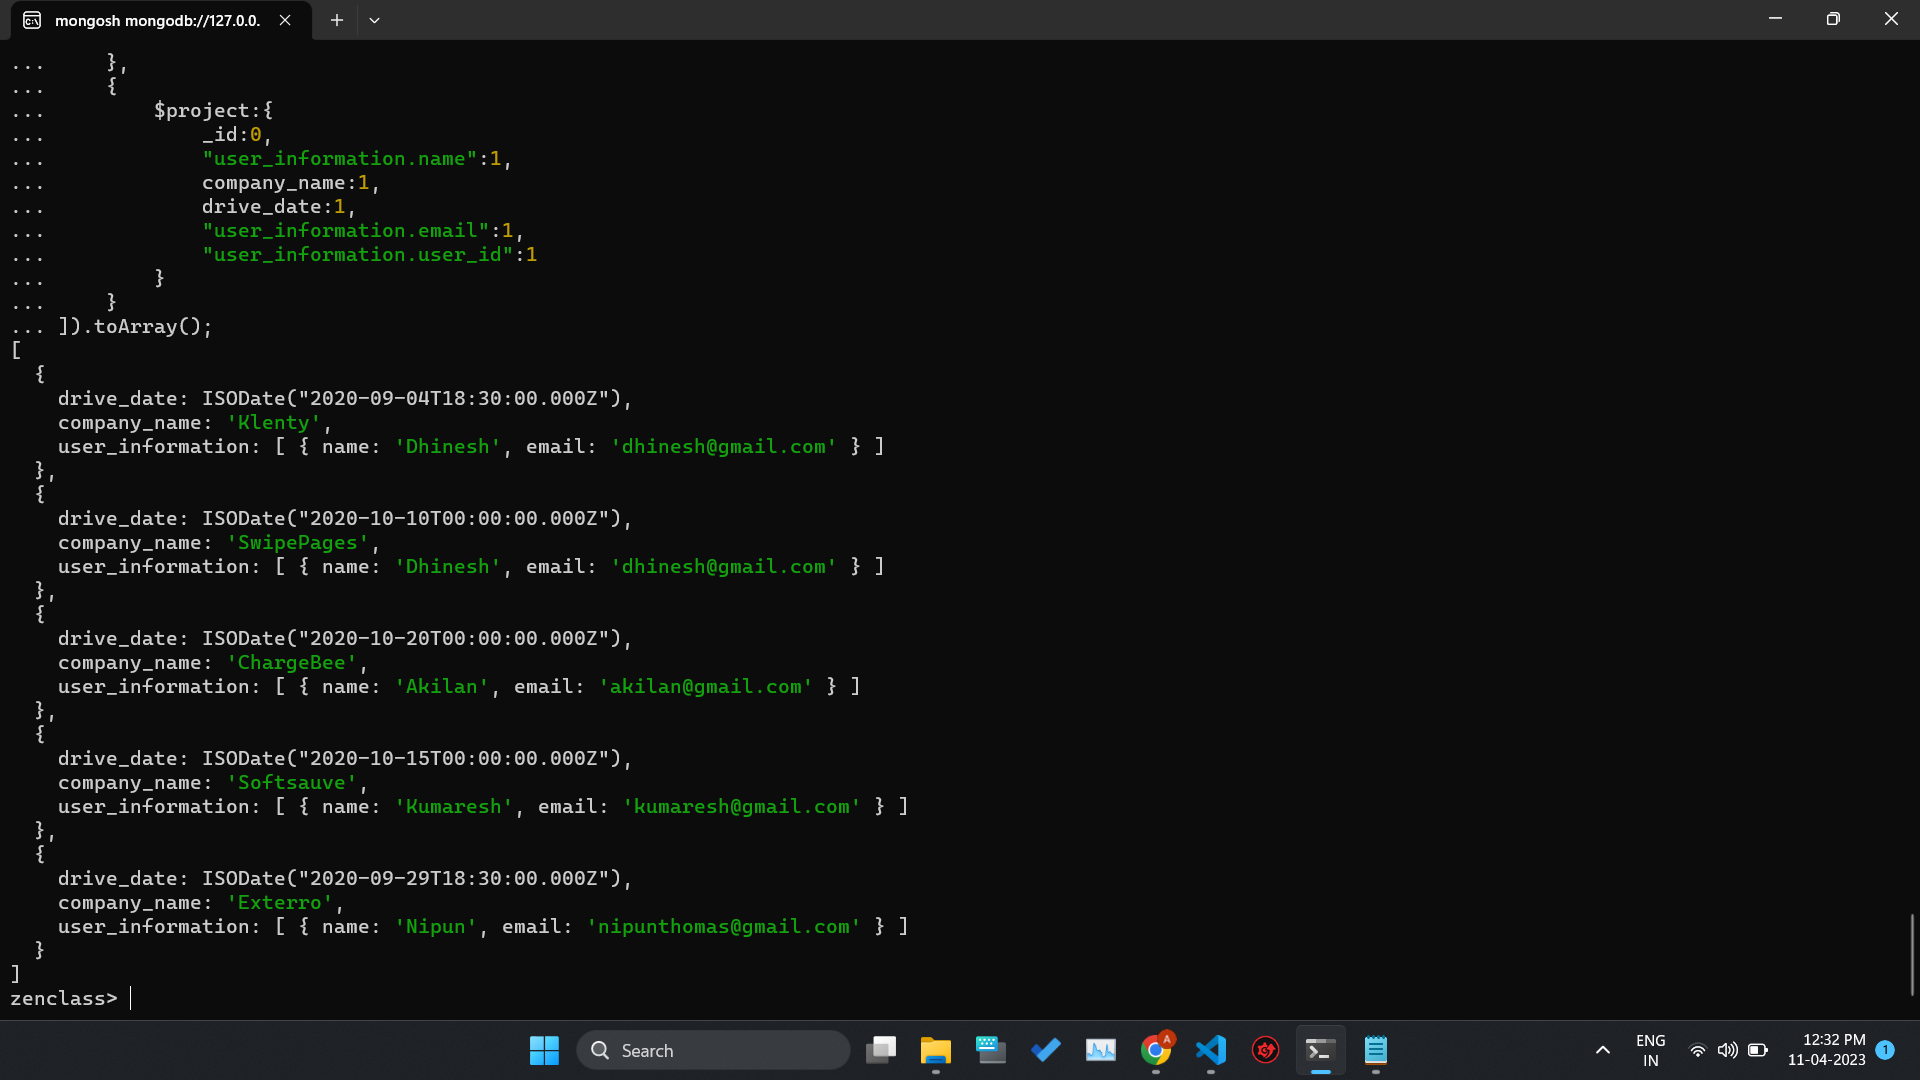 mongosh mongodb://127.0.0.
...     },
...     {
...         $project:{
...             _id:0,
...             "user_information.name":1,
...             company_name:1,
...             drive_date:1,
...             "user_information.email":1,
...             "user_information.user_id":1
...         }
...     }
... ]).toArray();
[
  {
    drive_date: ISODate("2020-09-04T18:30:00.000Z"),
    company_name: 'Klenty',
    user_information: [ { name: 'Dhinesh', email: 'dhinesh@gmail.com' } ]
  },
  {
    drive_date: ISODate("2020-10-10T00:00:00.000Z"),
    company_name: 'SwipePages',
    user_information: [ { name: 'Dhinesh', email: 'dhinesh@gmail.com' } ]
  },
  {
    drive_date: ISODate("2020-10-20T00:00:00.000Z"),
    company_name: 'ChargeBee',
    user_information: [ { name: 'Akilan', email: 'akilan@gmail.com' } ]
  },
  {
    drive_date: ISODate("2020-10-15T00:00:00.000Z"),
    company_name: 'Softsauve',
    user_information: [ { name: 'Kumaresh', email: 'kumaresh@gmail.com' } ]
  },
  {
    drive_date: ISODate("2020-09-29T18:30:00.000Z"),
    company_name: 'Exterro',
    user_information: [ { name: 'Nipun', email: 'nipunthomas@gmail.com' } ]
  }
]
zenclass>
Search
A
ENG
IN
12:32 PM
11-04-2023
1